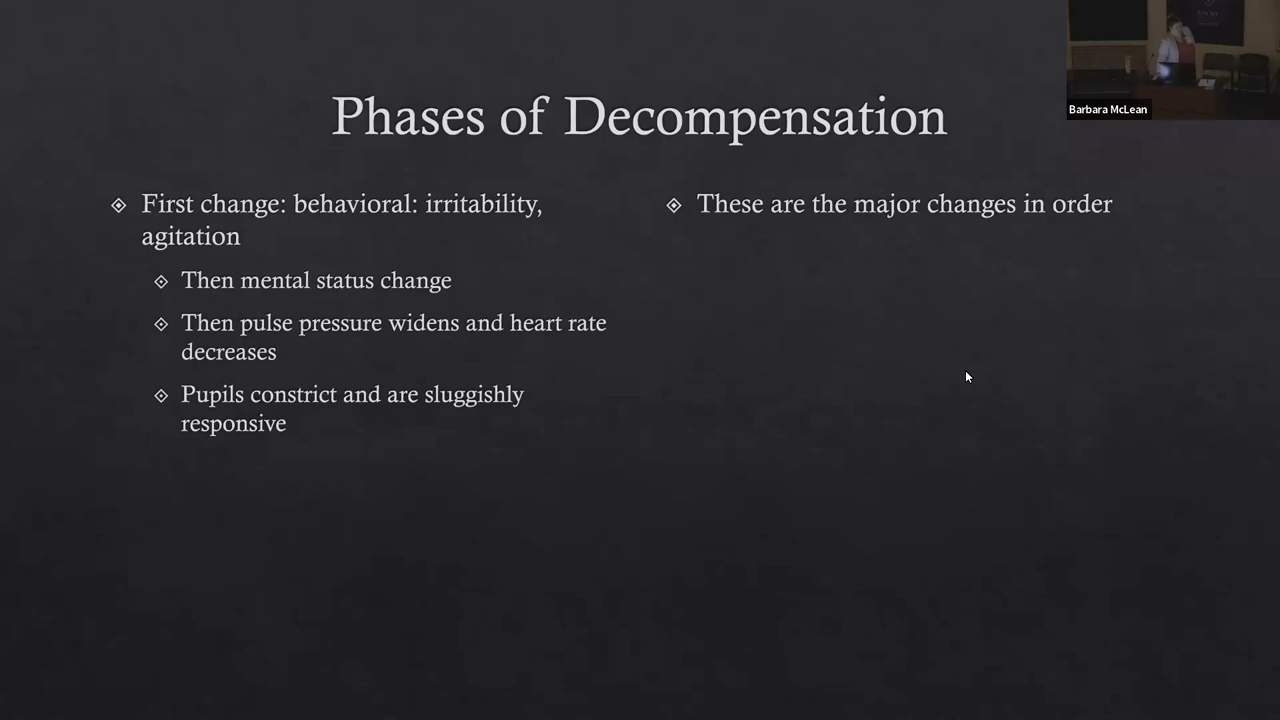 Barbara McLean
Phases of Decompensation
First change: behavioral: irritability,
agitation
Then mental status change
Then pulse pressure widens and heart rate
decreases
Pupils constrict and are sluggishly
responsive
These are the major changes in order